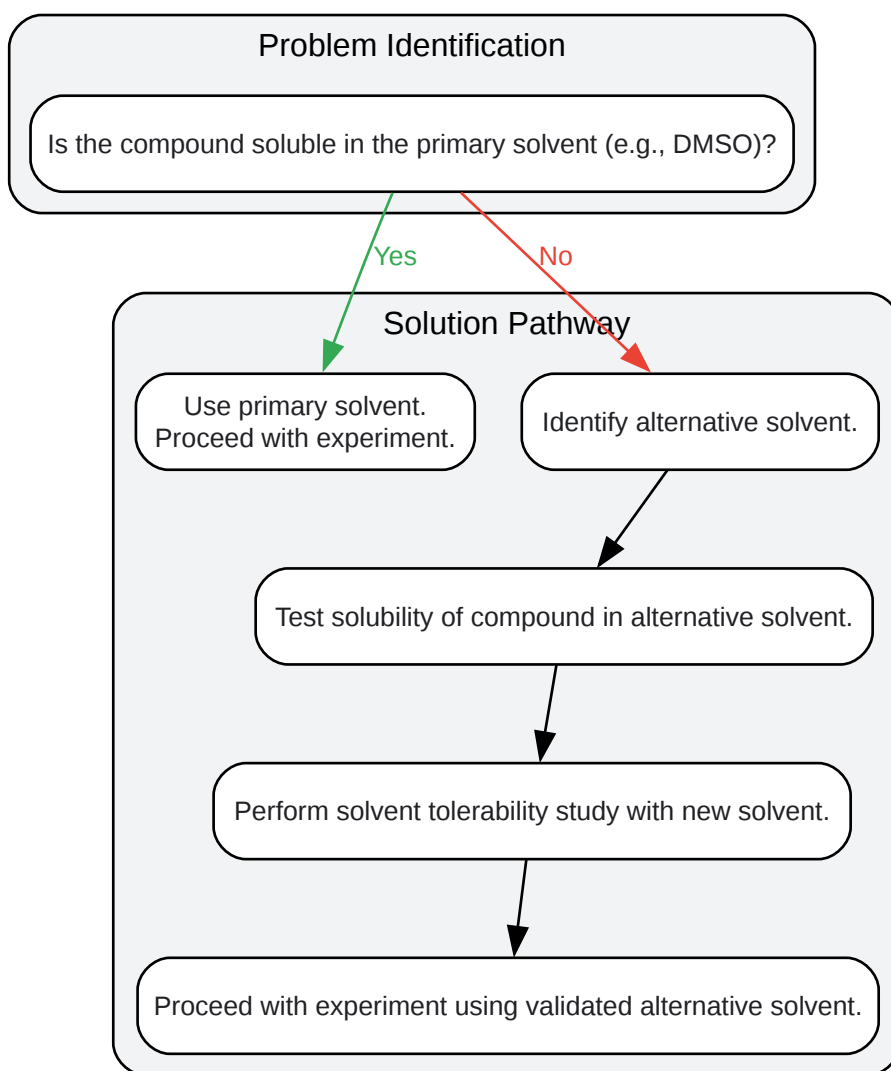 Problem Identification
Is the compound soluble in the primary solvent (e.g., DMSO)?
Yes
No
Solution Pathway
Use primary solvent.
Proceed with experiment.
Identify alternative solvent.
Test solubility of compound in alternative solvent.
Perform solvent tolerability study with new solvent.
Proceed with experiment using validated alternative solvent.